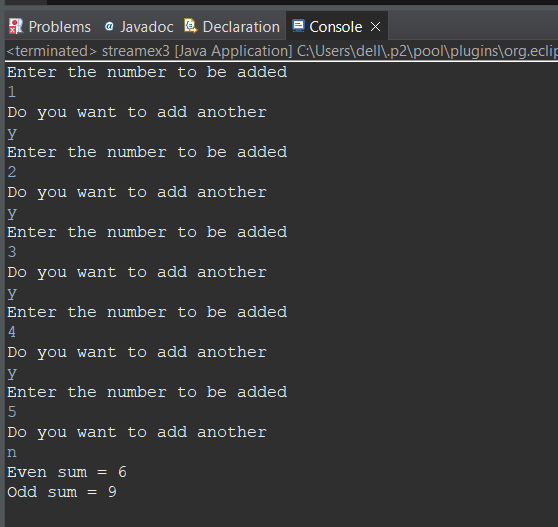 Problems @ Javadoc Declaration Console
<terminated> streamex3 [Java Application] C:\Users\dell\.p2\pool\plugins\org.eclip
Enter the number to be added
1
Do you want to add another
y
Enter the number to be added
2
Do you want to add another
y
Enter the number to be added
3
Do you want to add another
y
Enter the number to be added
4
Do you want to add another
y
Enter the number to be added
5
Do you want to add another
n
Even sum = 6
Odd sum = 9